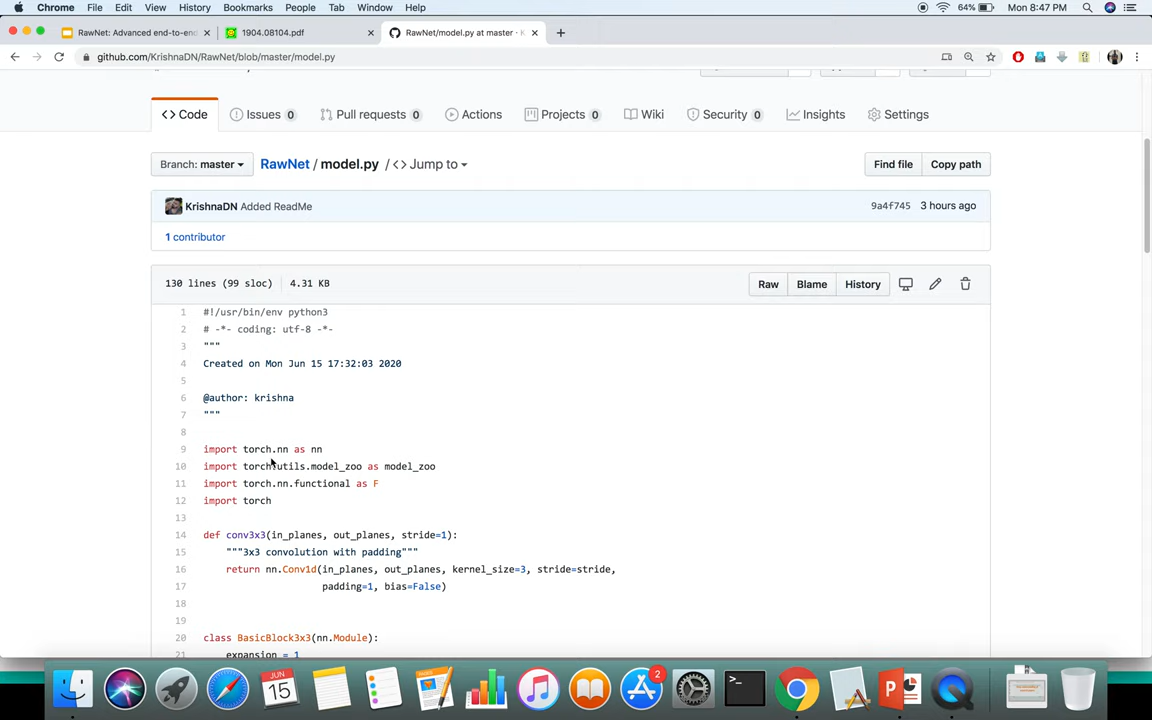 Chrome File Edit View History Bookmarks People Tab Window Help 64% Mon 8:47 PM
RawNet: Advanced end-to-en × 1904.08104.pdf × RawNet/model.py at master · K × +
github.com/KrishnaDN/RawNet/blob/master/model.py
<> Code Issues 0 Pull requests 0 Actions Projects 0 Wiki Security 0 Insights Settings
Branch: master RawNet / model.py / <> Jump to Find file Copy path
KrishnaDN Added ReadMe 9a4f745 3 hours ago
1 contributor
130 lines (99 sloc) 4.31 KB Raw Blame History
1 #!/usr/bin/env python3
2 # -*- coding: utf-8 -*-
3 """
4 Created on Mon Jun 15 17:32:03 2020
5
6 @author: krishna
7 """
8
9 import torch.nn as nn
10 import torch.utils.model_zoo as model_zoo
11 import torch.nn.functional as F
12 import torch
13
14 def conv3x3(in_planes, out_planes, stride=1):
15 """3x3 convolution with padding"""
16 return nn.Conv1d(in_planes, out_planes, kernel_size=3, stride=stride,
17 padding=1, bias=False)
18
19
20 class BasicBlock3x3(nn.Module):
21 expansion = 1
JUN
15
2
>_